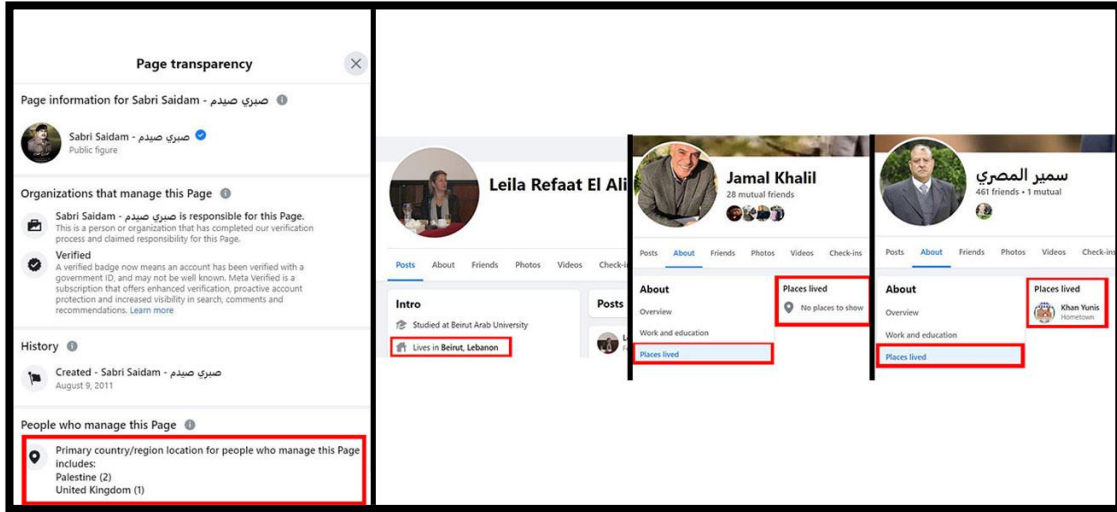 Page transparency
Page information for Sabri Saidam - صبري صيدم
Sabri Saidam - صبري صيدم
Public figure
Organizations that manage this Page
Sabri Saidam - صبري صيدم is responsible for this Page.
This is a person or organization that has completed our verification
process and claimed responsibility for this Page.
Verified
A verified badge now means an account has been verified with a
government ID, and may not be well known. Meta Verified is a
subscription that offers enhanced verification, proactive account
protection and increased visibility in search, comments and
recommendations. Learn more
History
Created - Sabri Saidam - صبري صيدم
August 9, 2011
People who manage this Page
Primary country/region location for people who manage this Page
includes:
Palestine (2)
United Kingdom (1)
Leila Refaat El Ali
Posts About Friends Photos Videos Check-i
Intro
Studied at Beirut Arab University
Lives in Beirut, Lebanon
Posts
Jamal Khalil
28 mutual friends
Posts About Friends Photos Videos Check-ins
About
Overview
Work and education
Places lived
Places lived
No places to show
سمير المصري
461 friends • 1 mutual
Posts About Friends Photos Videos Check-ins
About
Overview
Work and education
Places lived
Places lived
Khan Yunis
Hometown